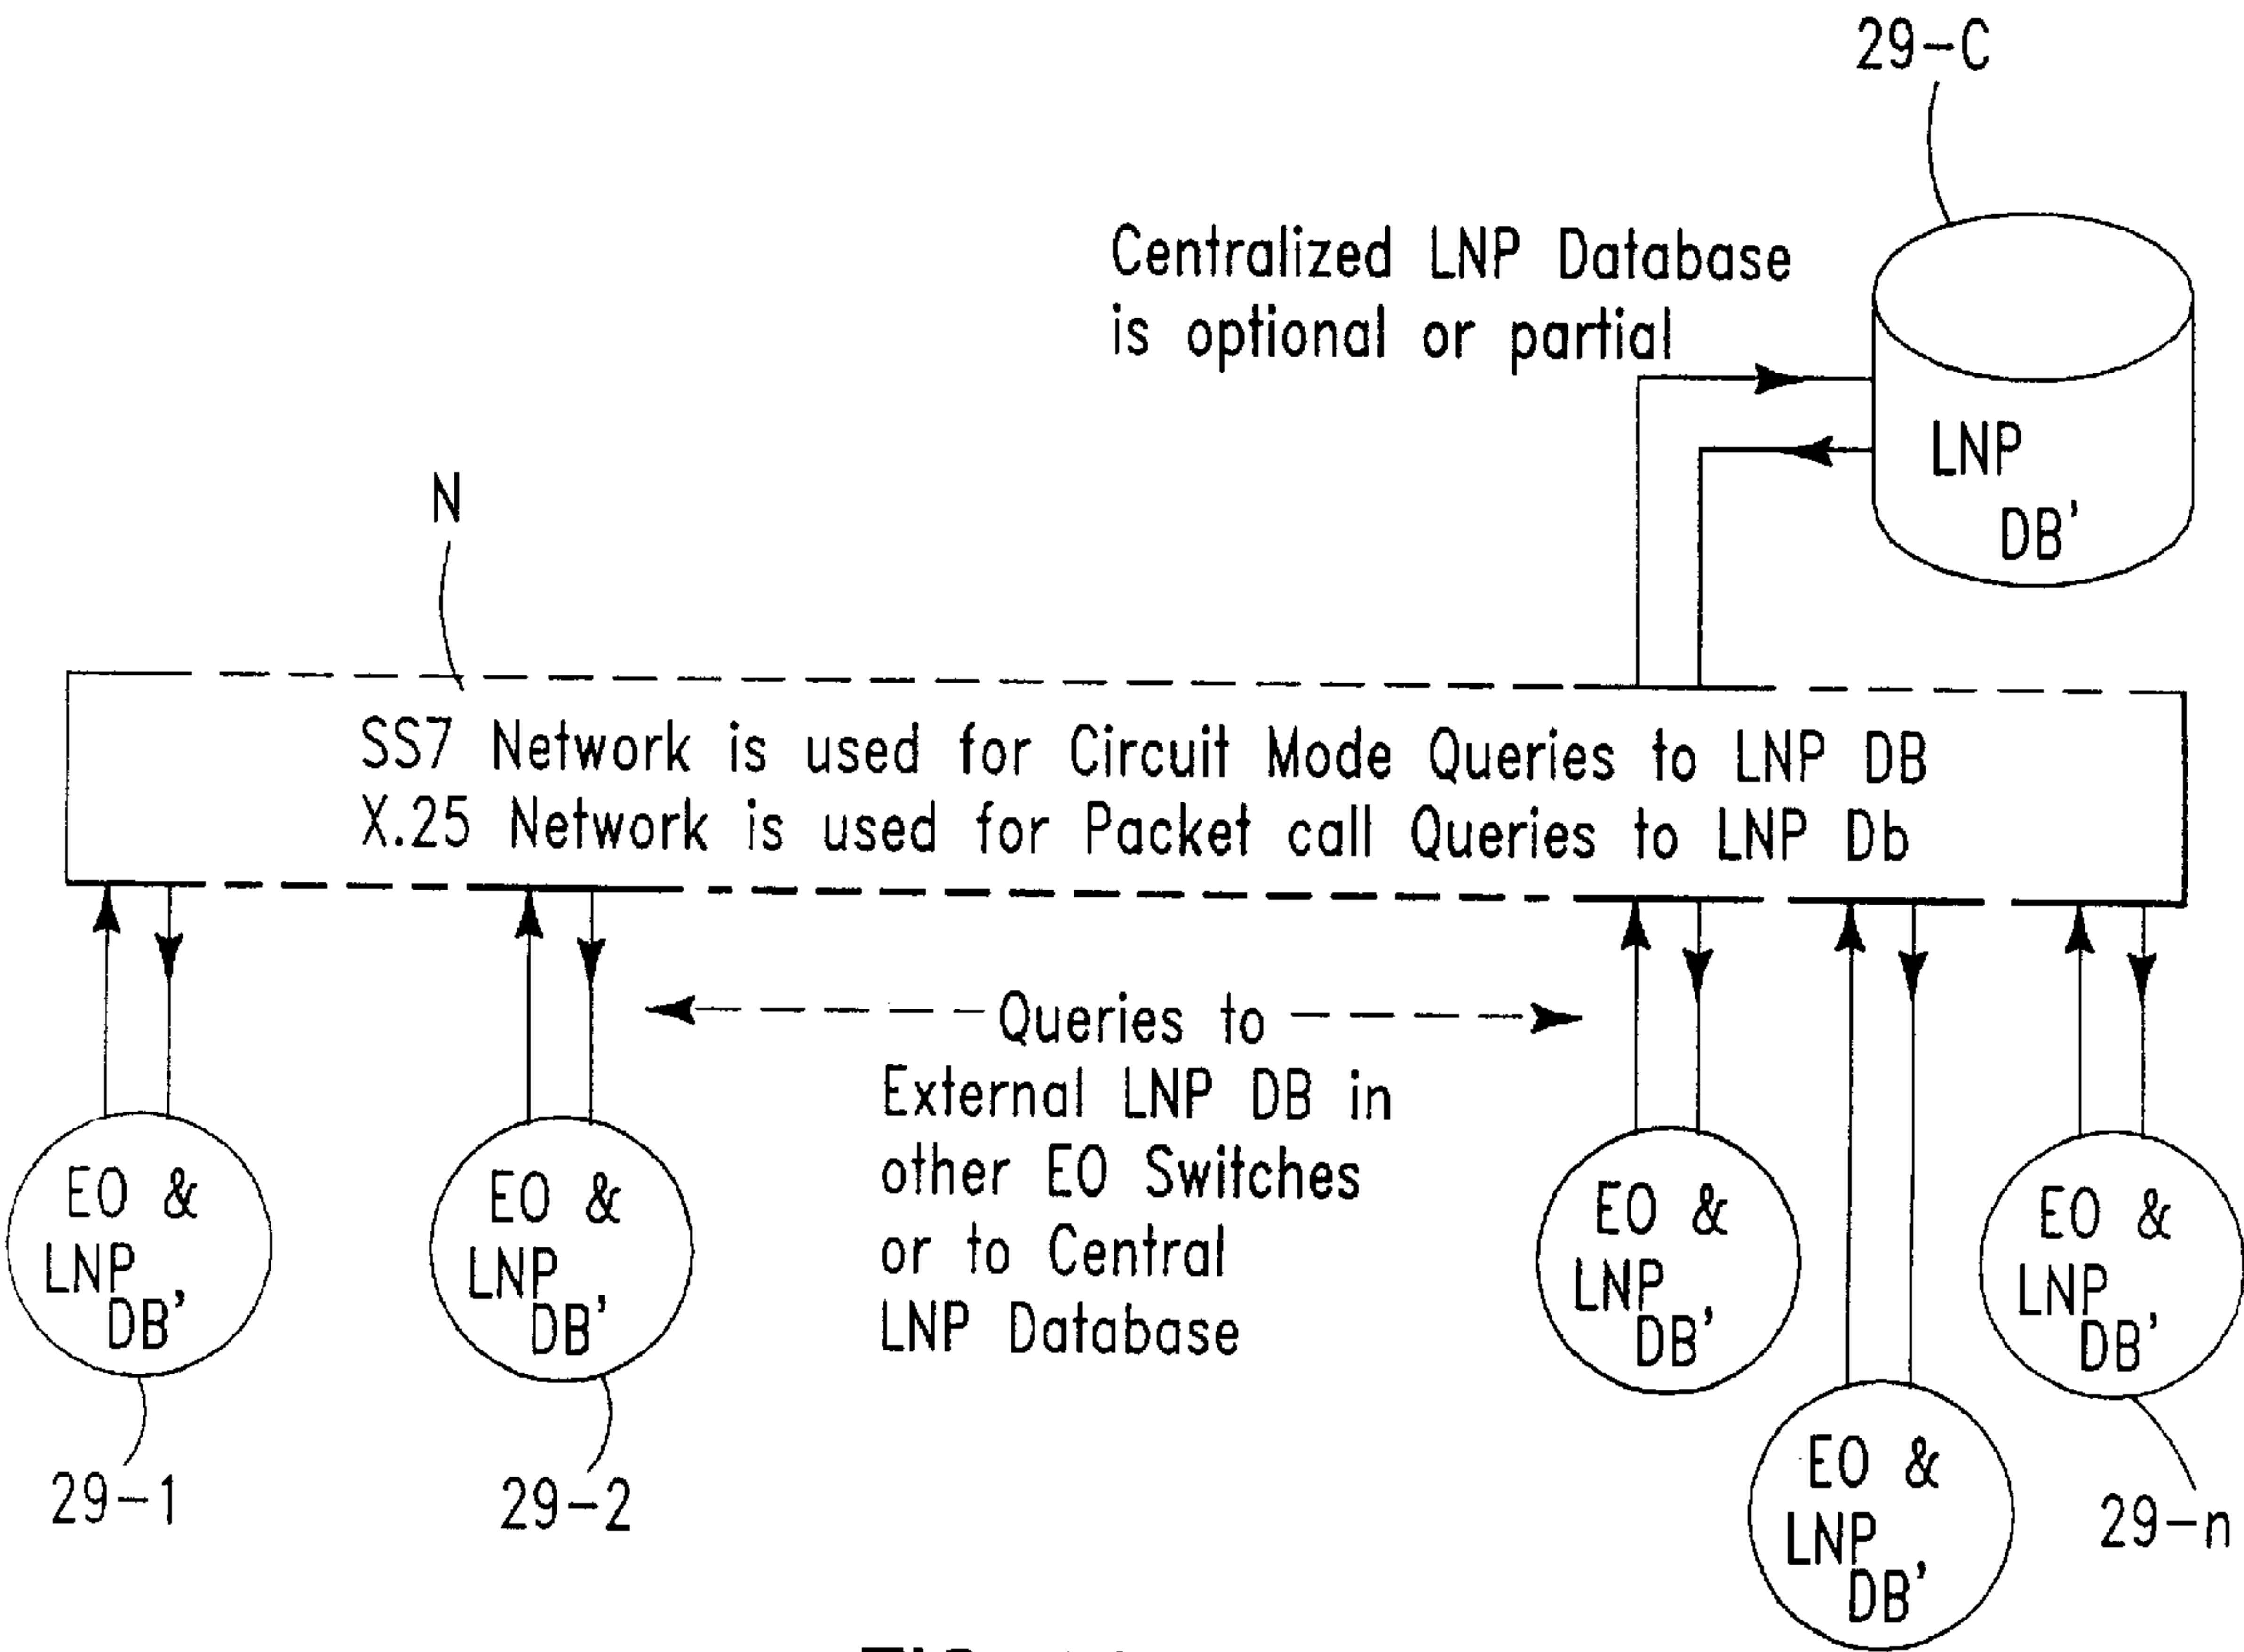 29-C
Centralized LNP Database
is optional or partial
LNP
DB'
N
SS7 Network is used for Circuit Mode Queries to LNP DB
X.25 Network is used for Packet call Queries to LNP Db
Queries to
External LNP DB in
other EO Switches
or to Central
LNP Database
EO &
LNP
DB'
29-1
EO &
LNP
DB'
29-2
EO &
LNP
DB'
EO &
LNP
DB'
EO &
LNP
DB'
29-n